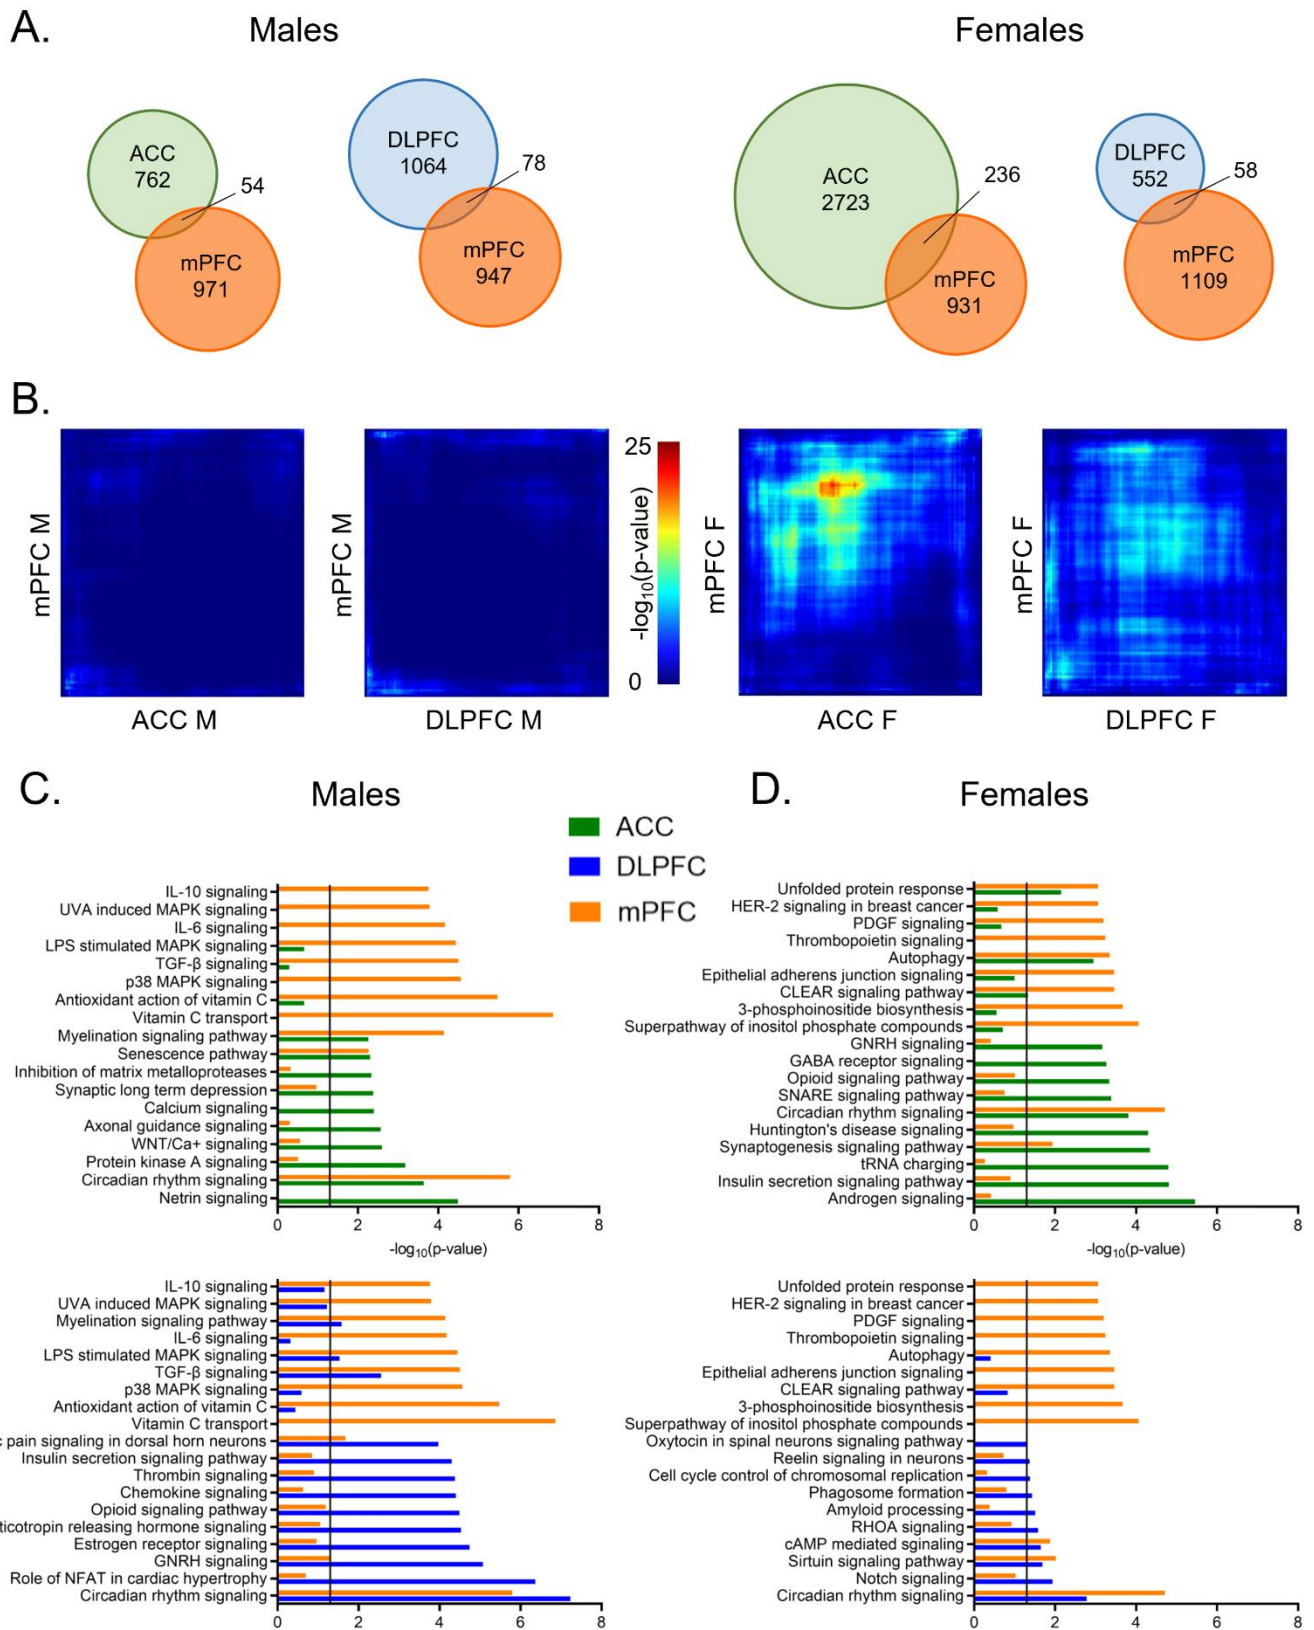 A.
Males
Females
ACC
762
54
mPFC
971
DLPFC
1064
78
mPFC
947
ACC
2723
236
mPFC
931
DLPFC
552
58
mPFC
1109
B.
mPFC M
ACC M
mPFC M
DLPFC M
25
-log10(p-value)
0
mPFC F
ACC F
mPFC F
DLPFC F
C.
Males
D.
Females
ACC
DLPFC
mPFC
IL-10 signaling
UVA induced MAPK signaling
IL-6 signaling
LPS stimulated MAPK signaling
TGF-β signaling
p38 MAPK signaling
Antioxidant action of vitamin C
Vitamin C transport
Myelination signaling pathway
Senescence pathway
Inhibition of matrix metalloproteases
Synaptic long term depression
Calcium signaling
Axonal guidance signaling
WNT/Ca+ signaling
Protein kinase A signaling
Circadian rhythm signaling
Netrin signaling
0 2 4 6 8
-log10(p-value)
Unfolded protein response
HER-2 signaling in breast cancer
PDGF signaling
Thrombopoietin signaling
Autophagy
Epithelial adherens junction signaling
CLEAR signaling pathway
3-phosphoinositide biosynthesis
Superpathway of inositol phosphate compounds
GNRH signaling
GABA receptor signaling
Opioid signaling pathway
SNARE signaling pathway
Circadian rhythm signaling
Huntington's disease signaling
Synaptogenesis signaling pathway
tRNA charging
Insulin secretion signaling pathway
Androgen signaling
0 2 4 6 8
-log10(p-value)
IL-10 signaling
UVA induced MAPK signaling
Myelination signaling pathway
IL-6 signaling
LPS stimulated MAPK signaling
TGF-β signaling
p38 MAPK signaling
Antioxidant action of vitamin C
Vitamin C transport
c pain signaling in dorsal horn neurons
Insulin secretion signaling pathway
Thrombin signaling
Chemokine signaling
Opioid signaling pathway
ticotropin releasing hormone signaling
Estrogen receptor signaling
GNRH signaling
Role of NFAT in cardiac hypertrophy
Circadian rhythm signaling
0 2 4 6 8
Unfolded protein response
HER-2 signaling in breast cancer
PDGF signaling
Thrombopoietin signaling
Autophagy
Epithelial adherens junction signaling
CLEAR signaling pathway
3-phosphoinositide biosynthesis
Superpathway of inositol phosphate compounds
Oxytocin in spinal neurons signaling pathway
Reelin signaling in neurons
Cell cycle control of chromosomal replication
Phagosome formation
Amyloid processing
RHOA signaling
cAMP mediated sginaling
Sirtuin signaling pathway
Notch signaling
Circadian rhythm signaling
0 2 4 6 8